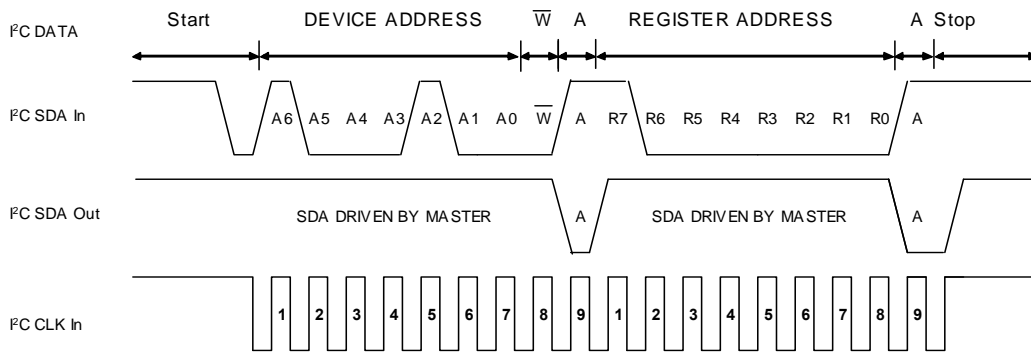 Start DEVICE ADDRESS W̅ A REGISTER ADDRESS A Stop
I²C DATA
I²C SDA In A6 A5 A4 A3 A2 A1 A0 W̅ A R7 R6 R5 R4 R3 R2 R1 R0 A
I²C SDA Out SDA DRIVEN BY MASTER A SDA DRIVEN BY MASTER A
I²C CLK In 1 2 3 4 5 6 7 8 9 1 2 3 4 5 6 7 8 9